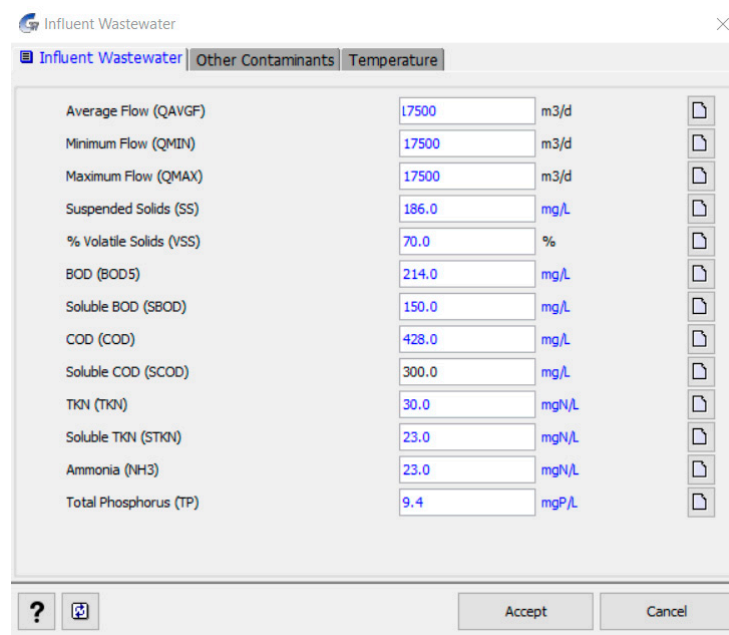 Influent Wastewater
Influent Wastewater Other Contaminants Temperature
Average Flow (QAVGF) 17500 m3/d
Minimum Flow (QMIN) 17500 m3/d
Maximum Flow (QMAX) 17500 m3/d
Suspended Solids (SS) 186.0 mg/L
% Volatile Solids (VSS) 70.0 %
BOD (BOD5) 214.0 mg/L
Soluble BOD (SBOD) 150.0 mg/L
COD (COD) 428.0 mg/L
Soluble COD (SCOD) 300.0 mg/L
TKN (TKN) 30.0 mgN/L
Soluble TKN (STKN) 23.0 mgN/L
Ammonia (NH3) 23.0 mgN/L
Total Phosphorus (TP) 9.4 mgP/L
? Accept Cancel